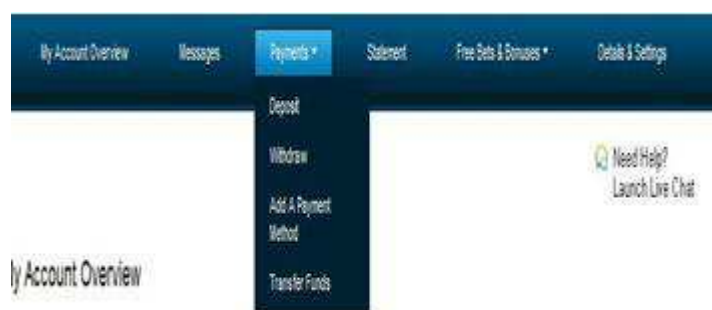 My Account Overview Messages Payments Statement Free Bets & Bonuses Details & Settings
Deposit
Withdraw
Add A Payment
Method
Transfer Funds
Need Help?
Launch Live Chat
My Account Overview